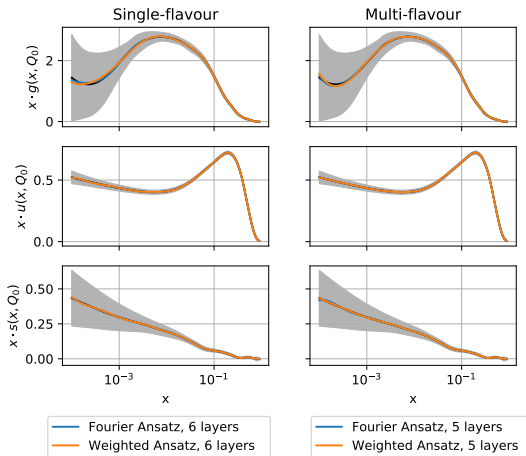 Single-flavour
Multi-flavour
x · g(x, Q₀)
2
0
x · u(x, Q₀)
0.5
0.0
x · s(x, Q₀)
0.50
0.25
0.00
10⁻³
10⁻¹
10⁻³
10⁻¹
x
x
Fourier Ansatz, 6 layers
Weighted Ansatz, 6 layers
Fourier Ansatz, 5 layers
Weighted Ansatz, 5 layers